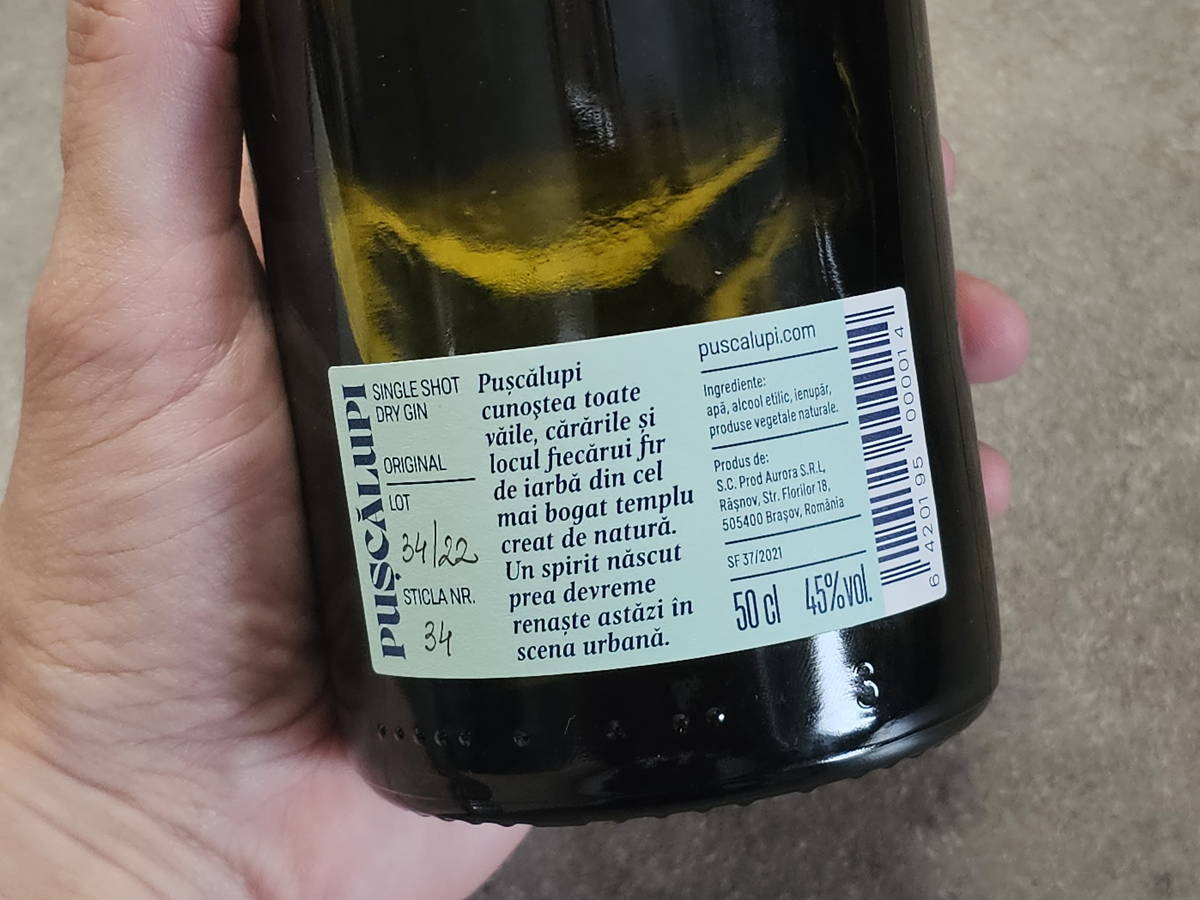 PUȘCĂLUPI
SINGLE SHOT
DRY GIN
ORIGINAL
LOT
34/22
STICLA NR.
34
Pușcălupi
cunoștea toate
văile, cărările și
locul fiecărui fir
de iarbă din cel
mai bogat templu
creat de natură.
Un spirit născut
prea devreme
renaște astăzi în
scena urbană.
puscalupi.com
Ingrediente:
apă, alcool etilic, ienupăr,
produse vegetale naturale.
Produs de:
S.C. Prod Aurora S.R.L,
Râșnov, Str. Florilor 18,
505400 Brașov, România
SF 37/2021
50 cl 45%vol.
6 420195 000014
3